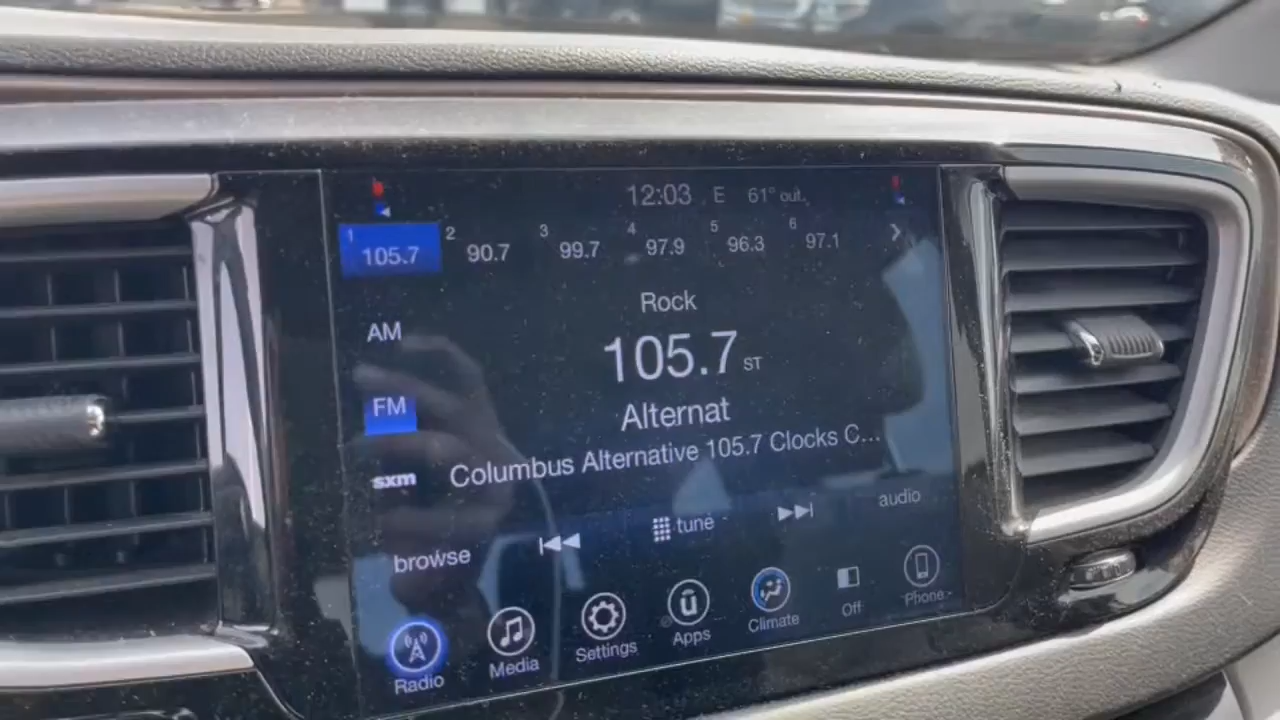 12:03 E 61° out.
1 105.7 2 90.7 3 99.7 4 97.9 5 96.3 6 97.1
Rock
AM
105.7 ST
FM
Alternat
Columbus Alternative 105.7 Clocks C...
sxm
browse tune audio
Radio Media Settings Apps Climate Off Phone